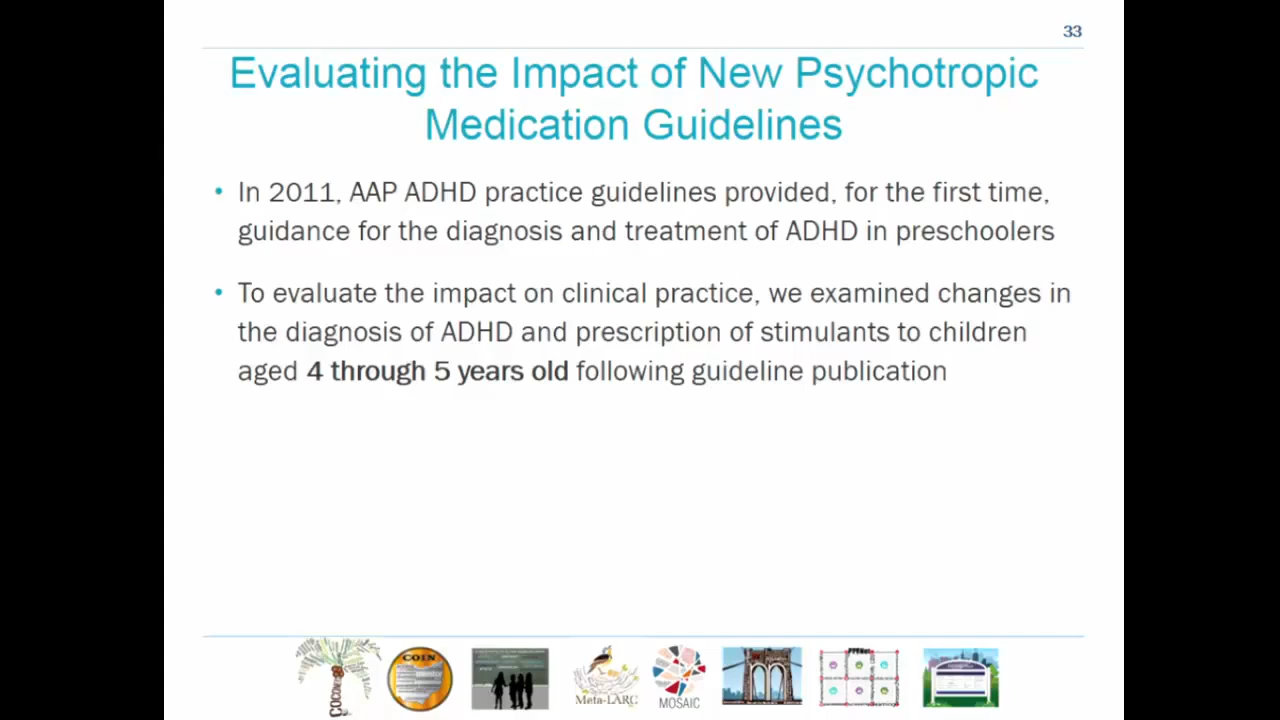 33
Evaluating the Impact of New Psychotropic
Medication Guidelines
• In 2011, AAP ADHD practice guidelines provided, for the first time,
guidance for the diagnosis and treatment of ADHD in preschoolers
• To evaluate the impact on clinical practice, we examined changes in
the diagnosis of ADHD and prescription of stimulants to children
aged 4 through 5 years old following guideline publication
COIN
Meta-LARC
MOSAIC
PPRNet